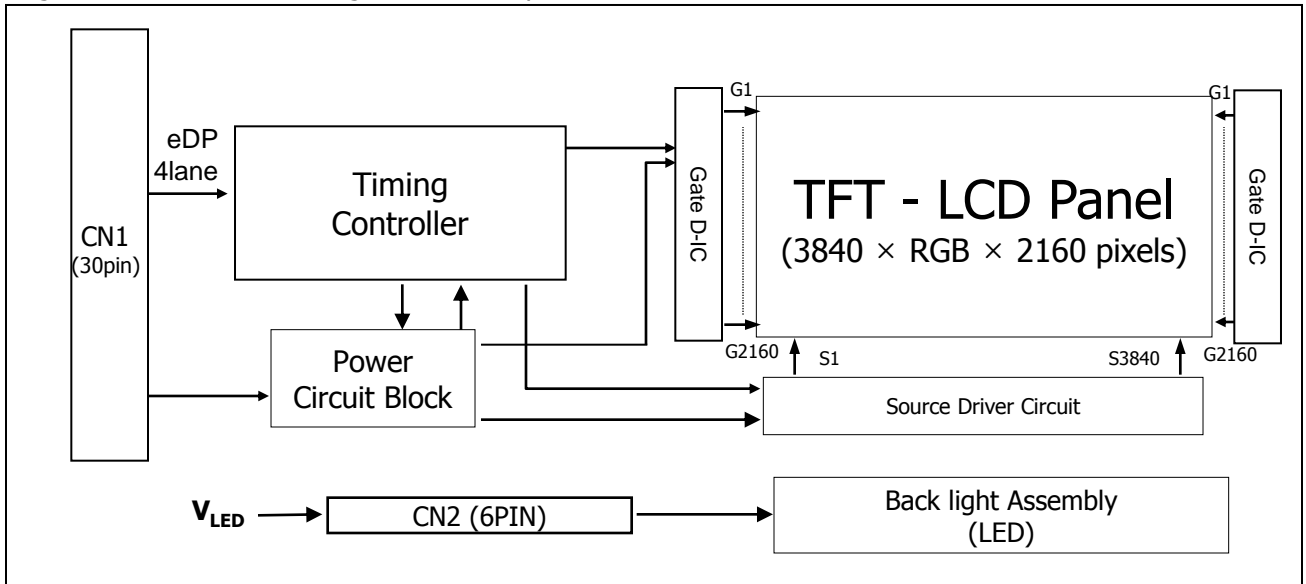 CN1
(30pin)
eDP
4lane
Timing
Controller
Power
Circuit Block
Gate D-IC
G1
G2160
TFT - LCD Panel
(3840 × RGB × 2160 pixels)
G1
G2160
Gate D-IC
S1
S3840
Source Driver Circuit
VLED
CN2 (6PIN)
Back light Assembly
(LED)